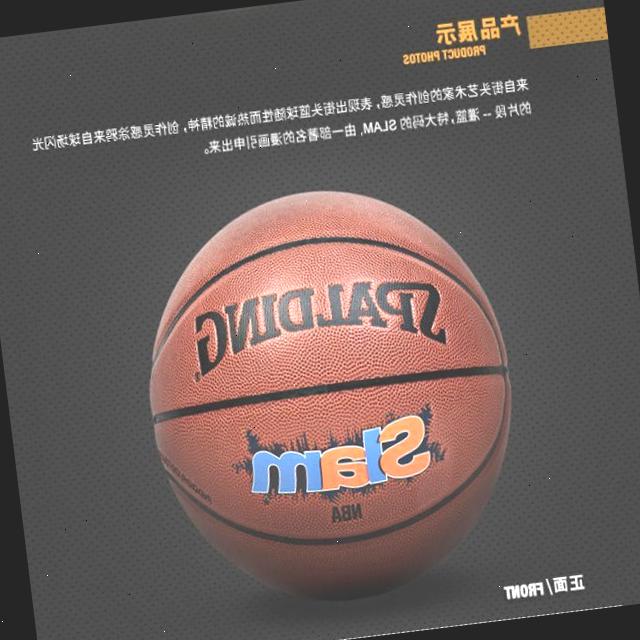 产品展示
PRODUCT PHOTOS
来自街头艺术家的创作灵感，表现出街头篮球随性而热诚的精神，创作灵感涂鸦来自球场闪光
的片段 -- 灌篮，特大码的 SLAM, 由一部著名的漫画引申出来。
SPALDING
Slam
NBA
正面/FRONT